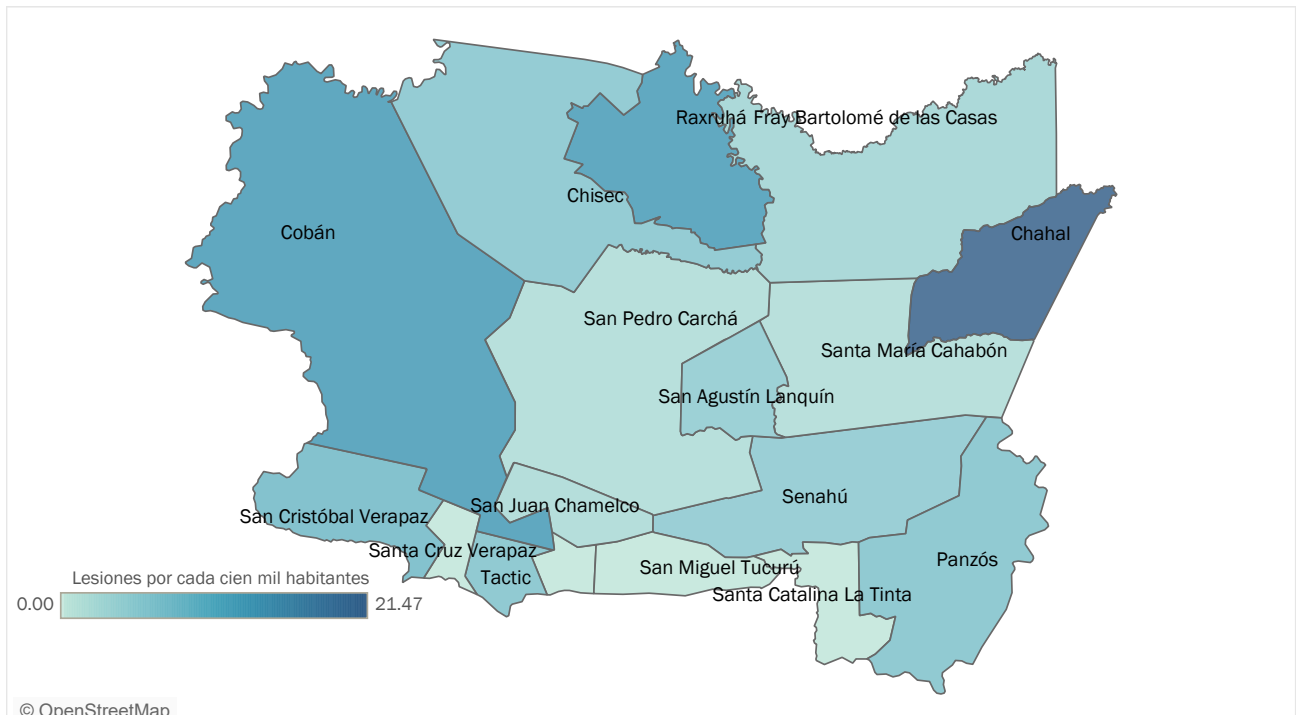 Raxruhá Fray Bartolomé de las Casas
Chisec
Cobán
Chahal
San Pedro Carchá
Santa María Cahabón
San Agustín Lanquín
Senahú
San Juan Chamelco
San Cristóbal Verapaz
Santa Cruz Verapaz
Panzós
San Miguel Tucurú
Tactic
Santa Catalina La Tinta
Lesiones por cada cien mil habitantes
0.00 21.47
© OpenStreetMap